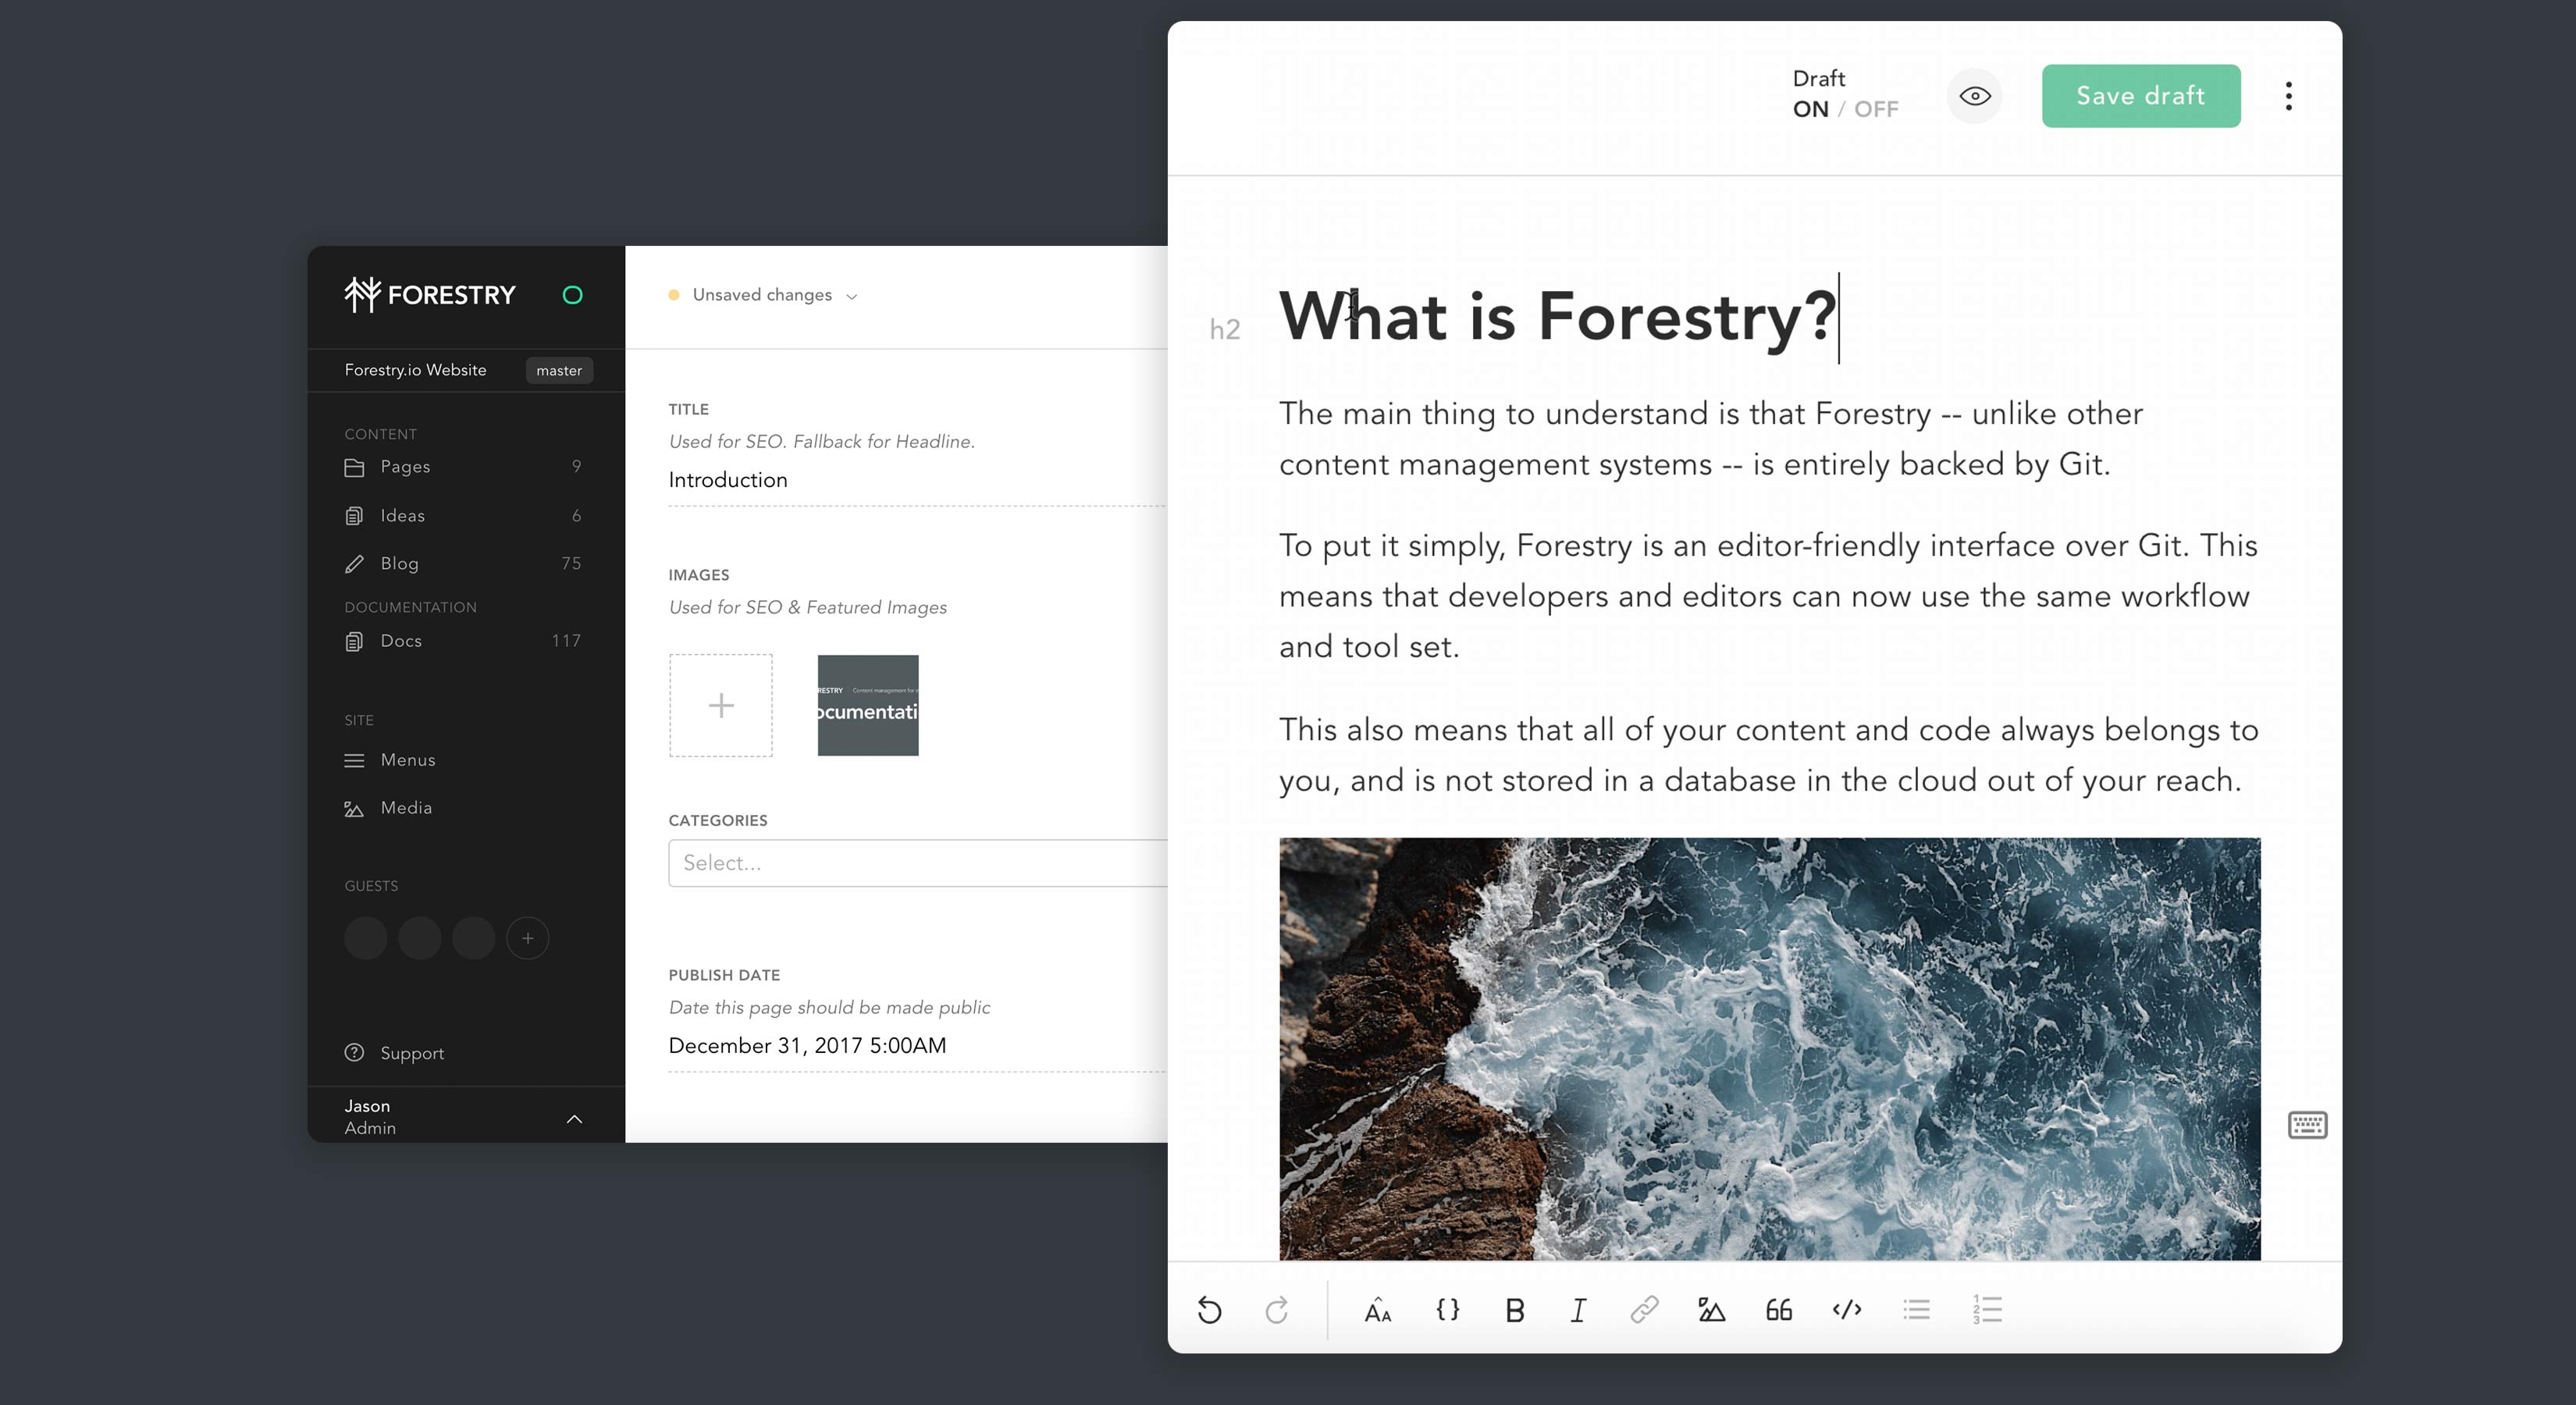 FORESTRY
Forestry.io Website master
CONTENT
Pages 9
Ideas 6
Blog 75
DOCUMENTATION
Docs 117
SITE
Menus
Media
GUESTS
Support
Jason
Admin
Unsaved changes
TITLE
Used for SEO. Fallback for Headline.
Introduction
IMAGES
Used for SEO & Featured Images
RESTRY Content management for
ocumentati
CATEGORIES
Select...
PUBLISH DATE
Date this page should be made public
December 31, 2017 5:00AM
Draft
ON / OFF
Save draft
h2 What is Forestry?
The main thing to understand is that Forestry -- unlike other
content management systems -- is entirely backed by Git.
To put it simply, Forestry is an editor-friendly interface over Git. This
means that developers and editors can now use the same workflow
and tool set.
This also means that all of your content and code always belongs to
you, and is not stored in a database in the cloud out of your reach.